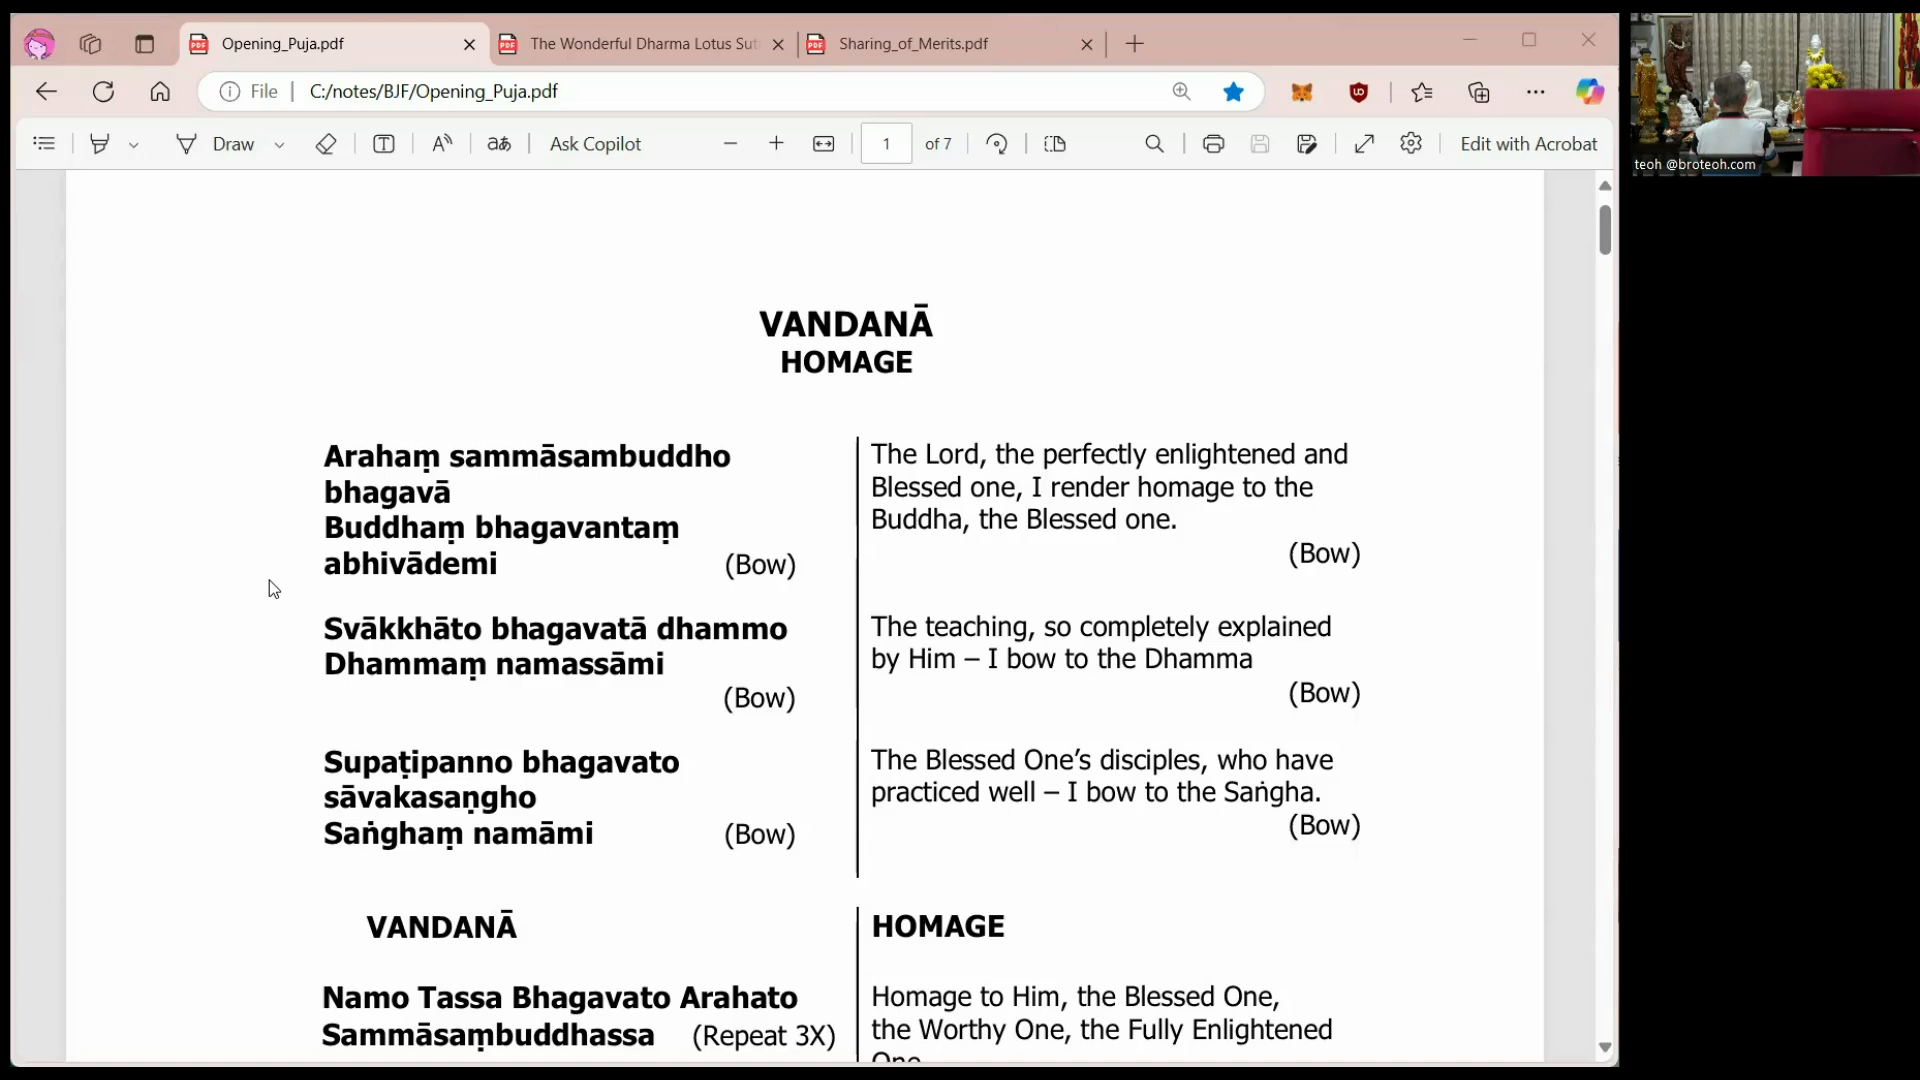 Opening_Puja.pdf
The Wonderful Dharma Lotus Sut
Sharing_of_Merits.pdf
File
C:/notes/BJF/Opening_Puja.pdf
Draw
Ask Copilot
1 of 7
Edit with Acrobat
teoh @broteoh.com
VANDANĀ
HOMAGE
Arahaṃ sammāsambuddho
bhagavā
Buddhaṃ bhagavantaṃ
abhivādemi (Bow)
The Lord, the perfectly enlightened and
Blessed one, I render homage to the
Buddha, the Blessed one.
(Bow)
Svākkhāto bhagavatā dhammo
Dhammaṃ namassāmi
(Bow)
The teaching, so completely explained
by Him – I bow to the Dhamma
(Bow)
Supaṭipanno bhagavato
sāvakasaṇgho
Saṅghaṃ namāmi (Bow)
The Blessed One’s disciples, who have
practiced well – I bow to the Saṅgha.
(Bow)
VANDANĀ
HOMAGE
Namo Tassa Bhagavato Arahato
Sammāsaṃbuddhassa (Repeat 3X)
Homage to Him, the Blessed One,
the Worthy One, the Fully Enlightened
One